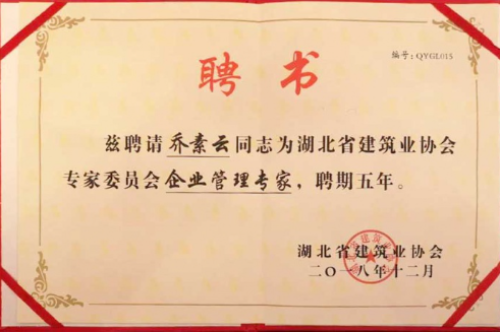 编号:QYGL015
聘书
兹聘请乔素云同志为湖北省建筑业协会
专家委员会企业管理专家，聘期五年。
湖北省建筑业协会
二〇一八年十二月